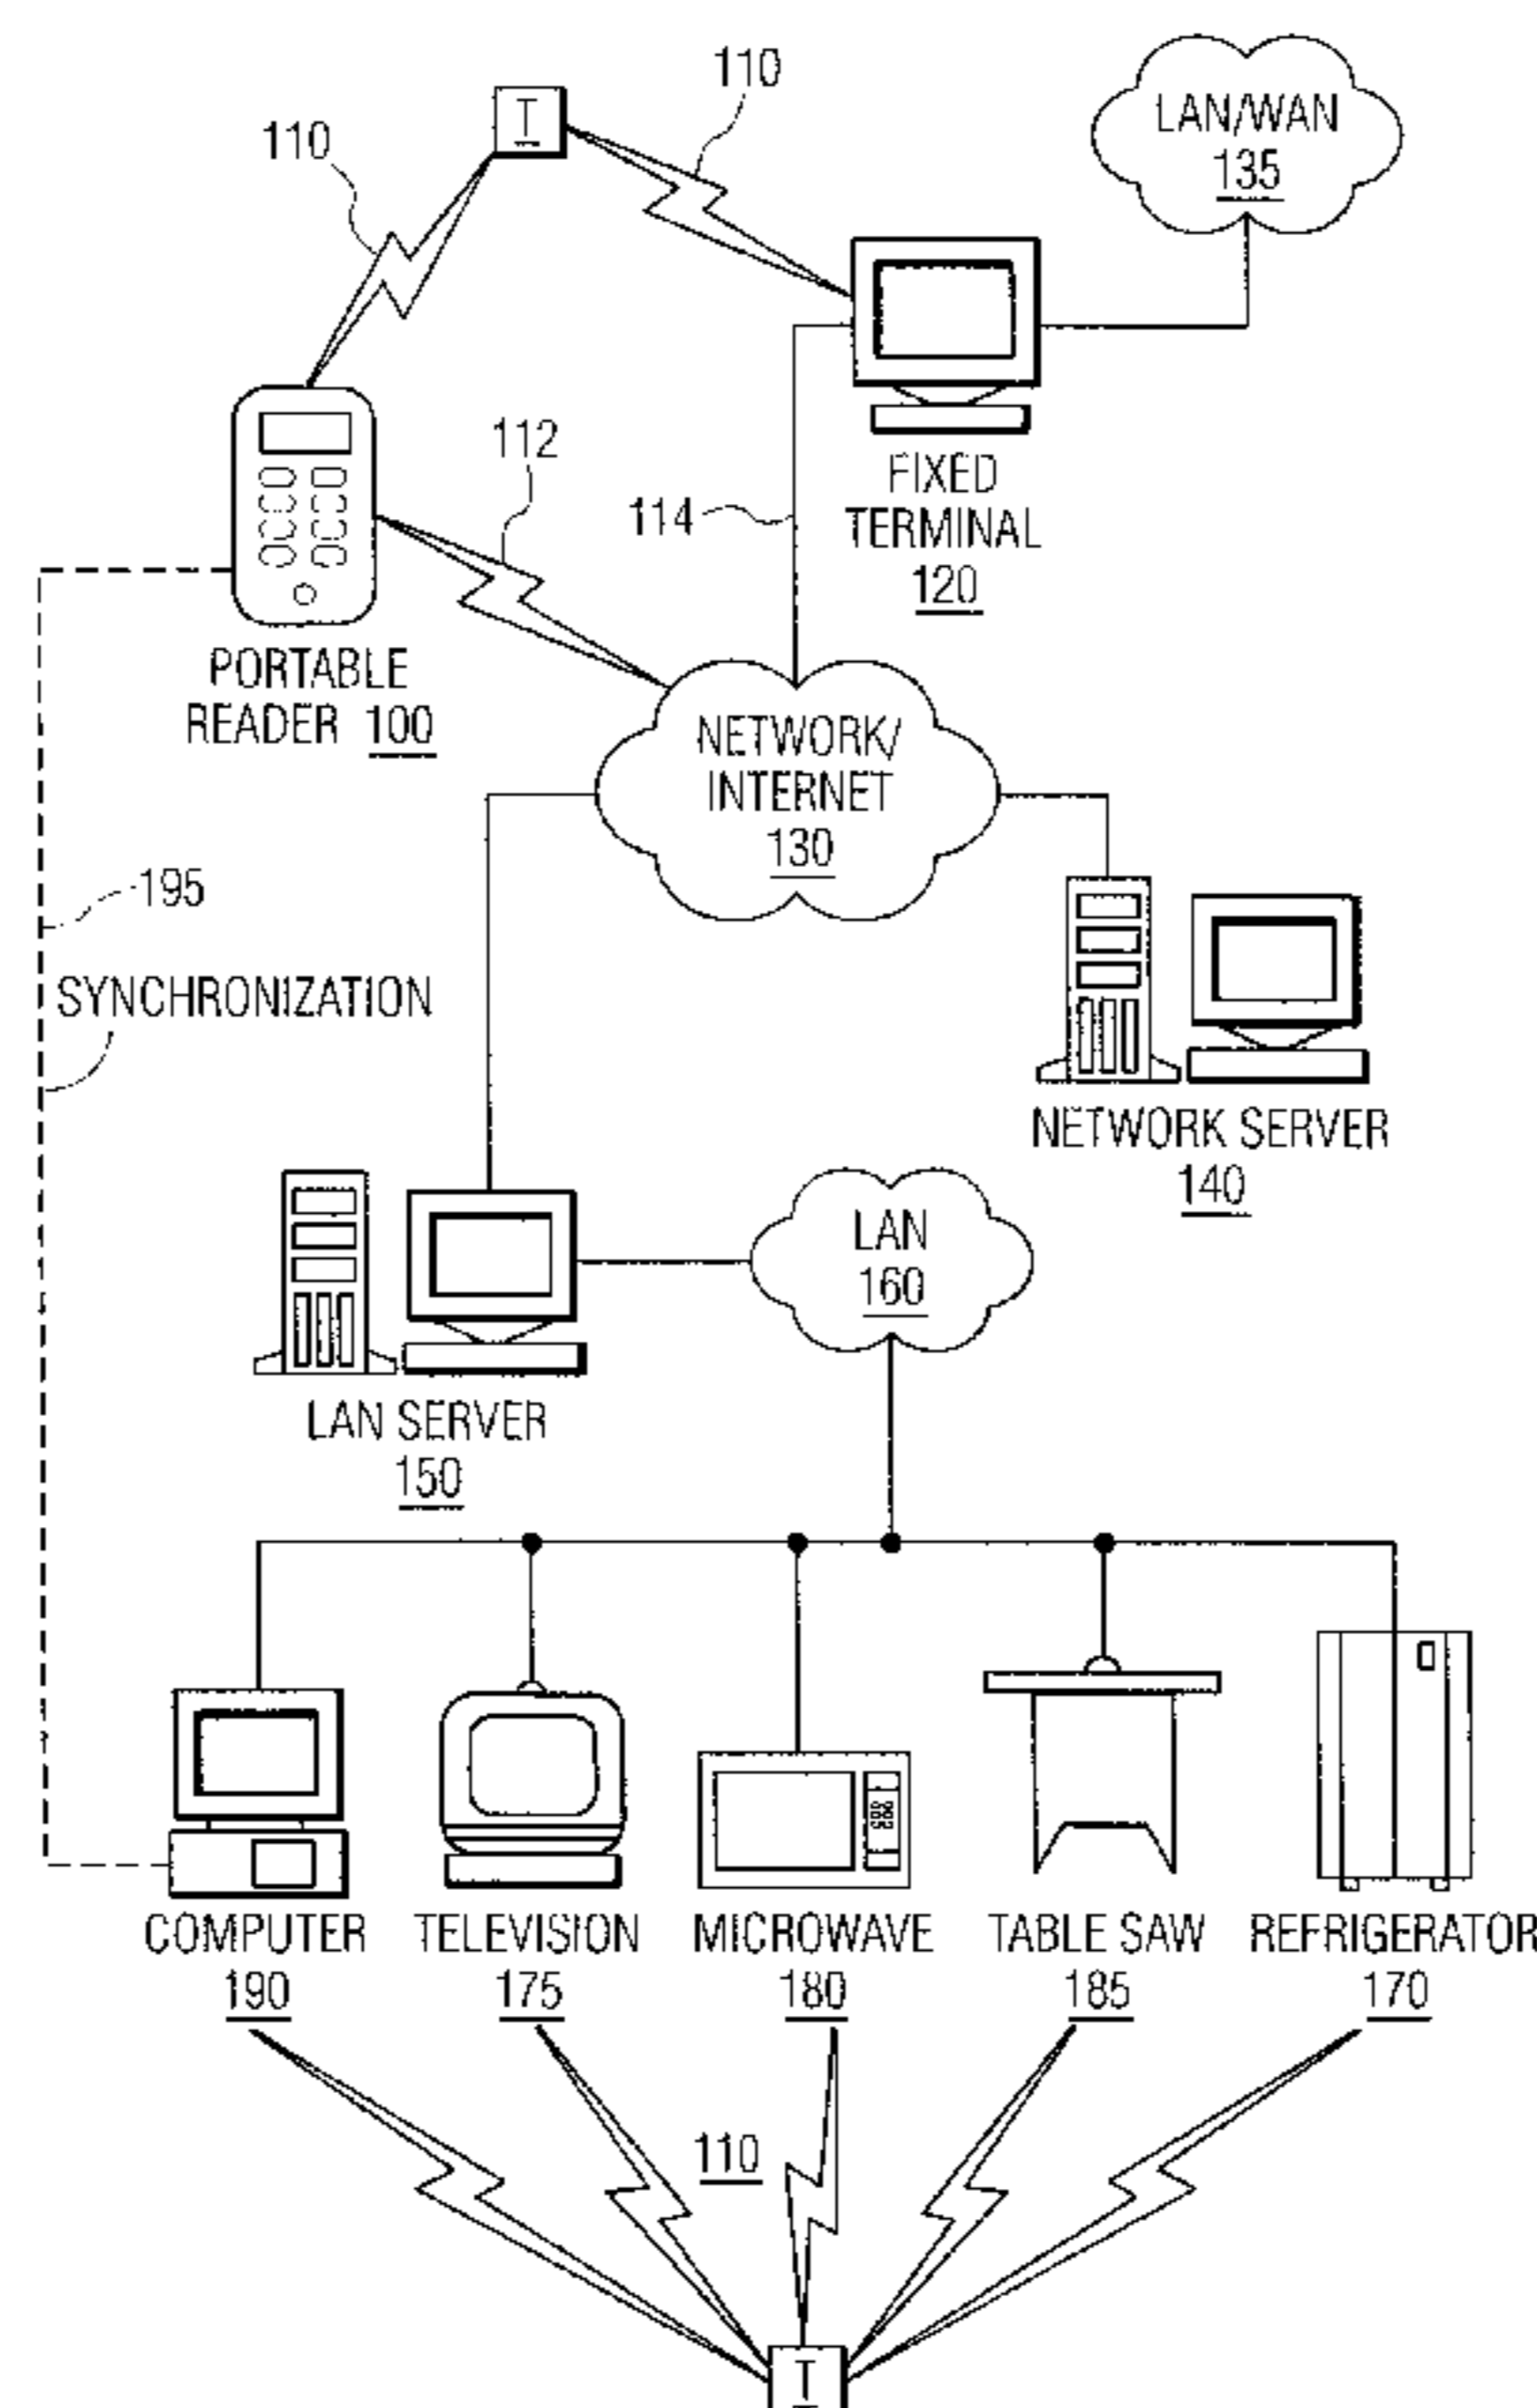 110
T
110
LAN/WAN
135
112
114
FIXED
TERMINAL
120
PORTABLE
READER 100
NETWORK/
INTERNET
130
195
SYNCHRONIZATION
NETWORK SERVER
140
LAN
160
LAN SERVER
150
COMPUTER
190
TELEVISION
175
MICROWAVE
180
TABLE SAW
185
REFRIGERATOR
170
110
T